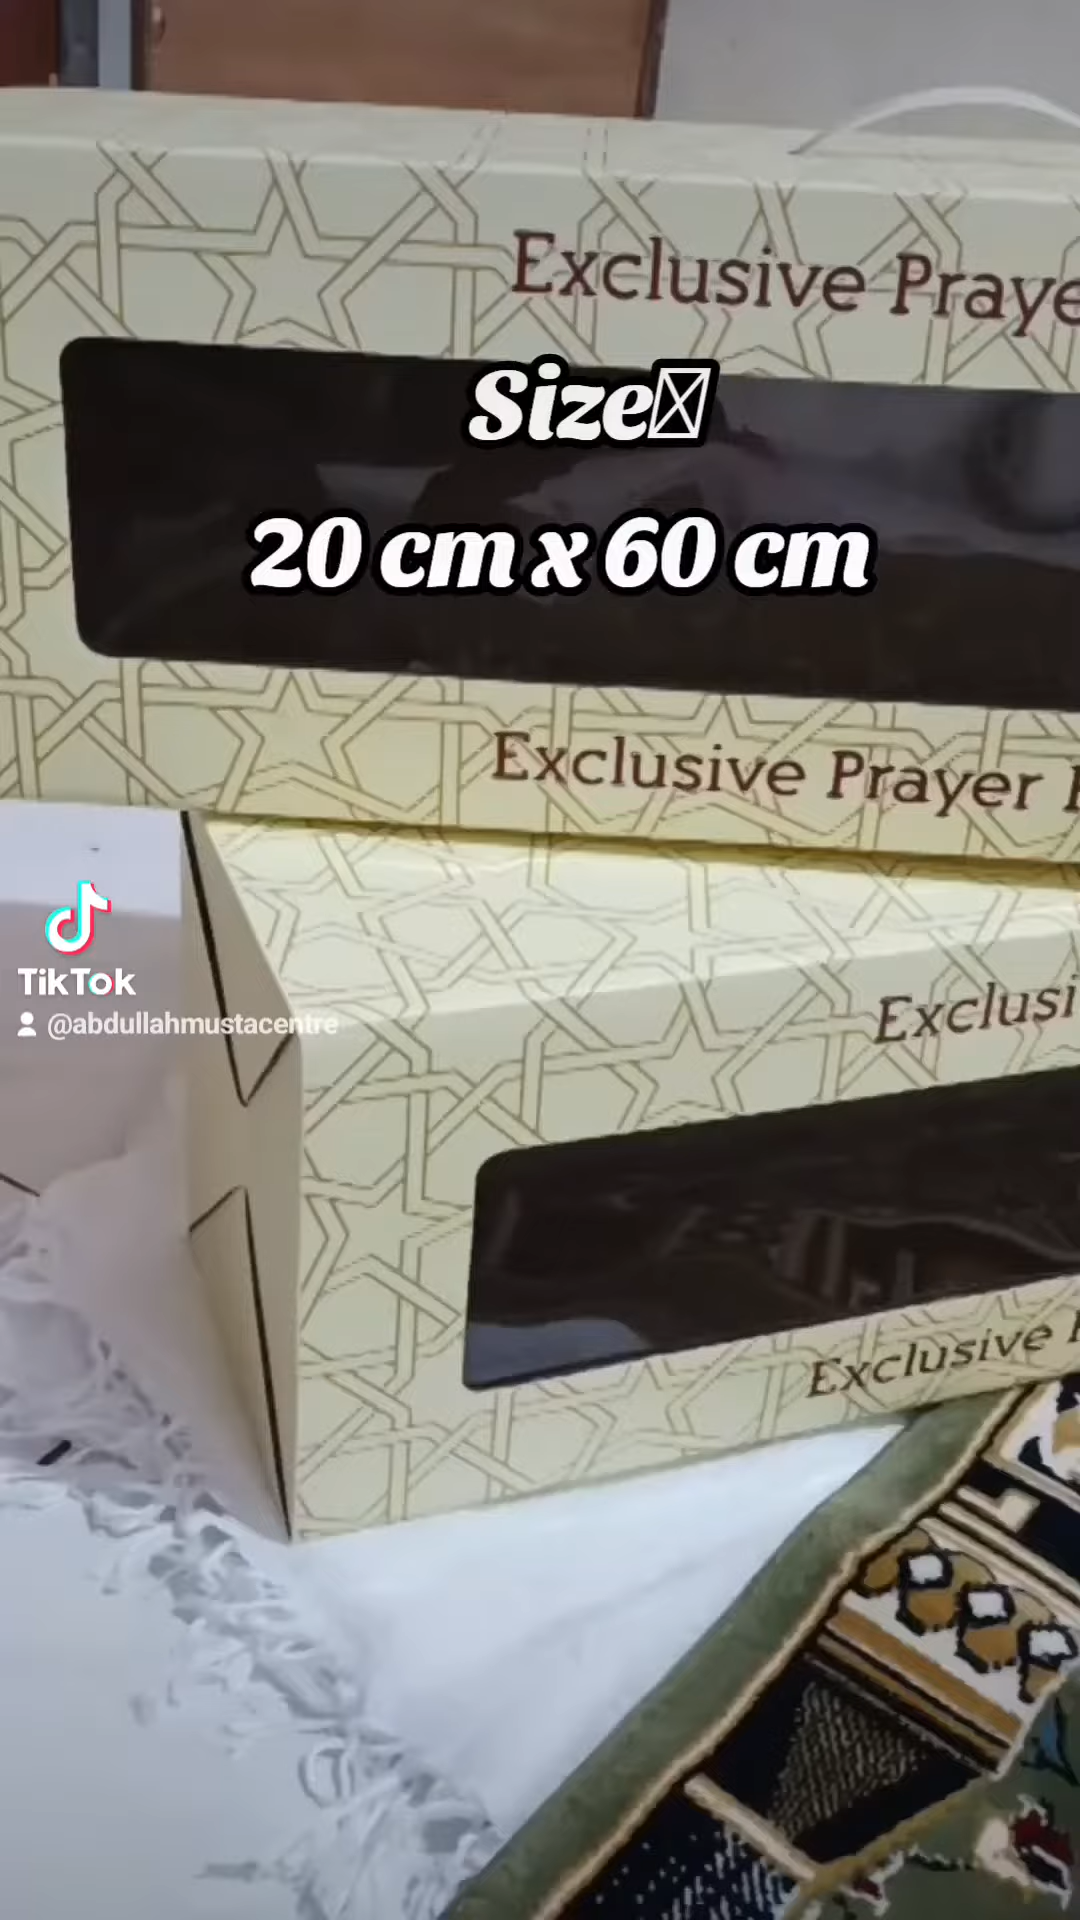 Exclusive Praye
Size
20 cm x 60 cm
Exclusive Prayer
TikTok
@abdullahmustacentre
Exclusi
Exclusive